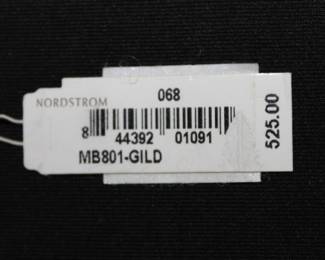 NORDSTROM
068
8 44392 01091
MB801-GILD
525.00